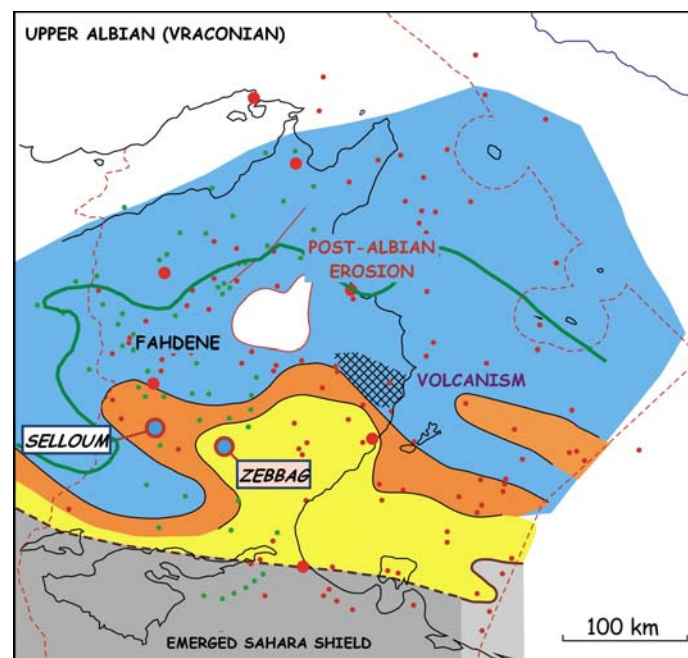 UPPER ALBIAN (VRACONIAN)
POST-ALBIAN
EROSION
FAHDENE
VOLCANISM
SELLOUM
ZEBBAG
100 km
EMERGED SAHARA SHIELD